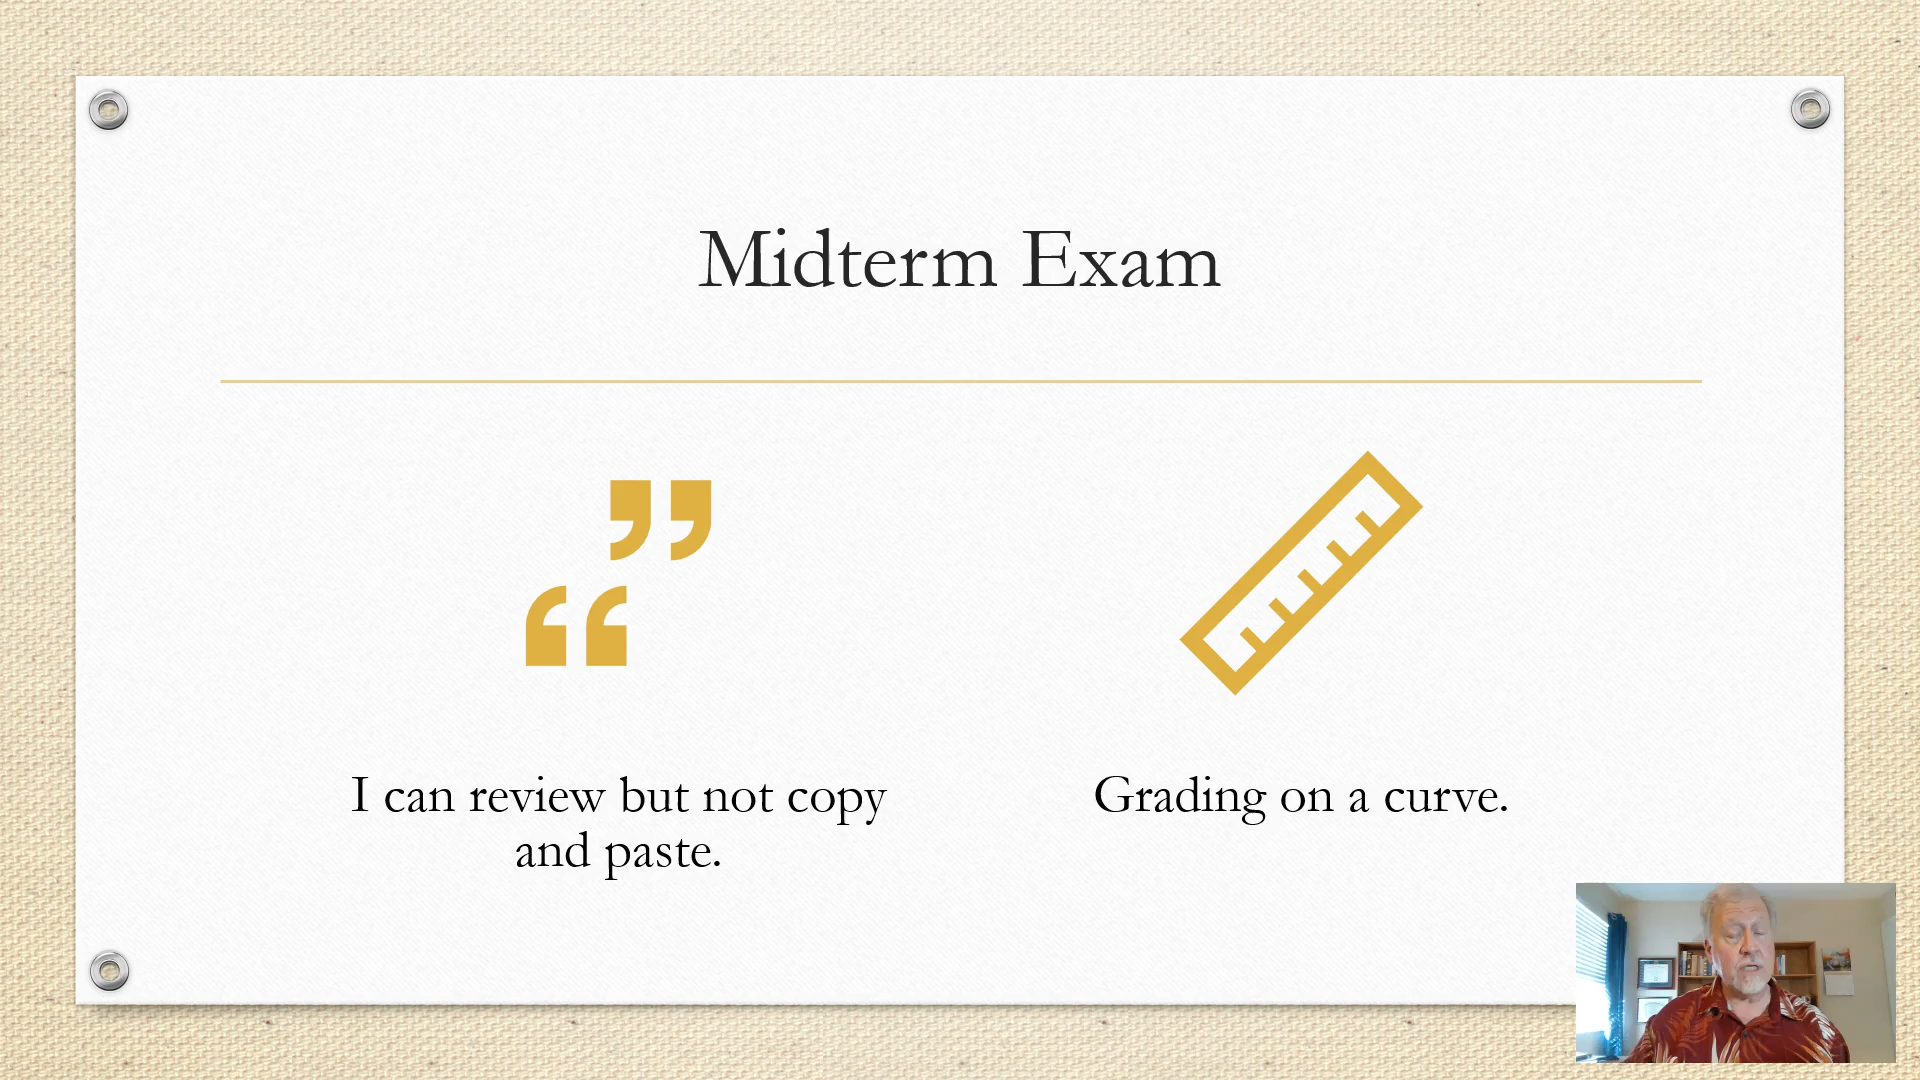 Midterm Exam
I can review but not copy
and paste.
Grading on a curve.